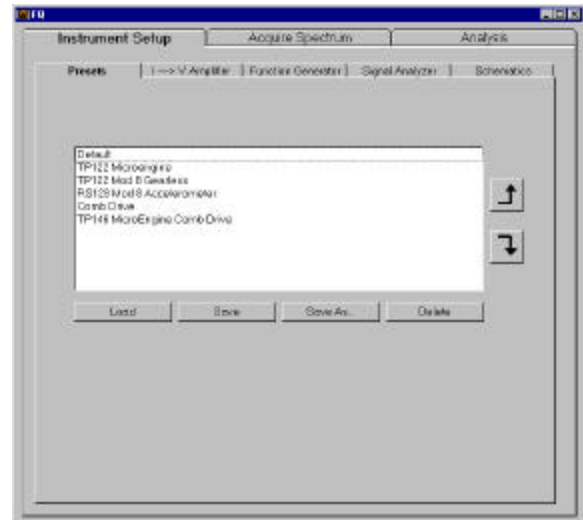 FQ
Instrument Setup Acquire Spectrum Analysis
Presets I --> V Amplifier Function Generator Signal Analyzer Schematics
Default
TP122 Microengine
TP122 Mod 8 Gearless
RS128 Mod 8 Accelerometer
Comb Drive
TP146 MicroEngine Comb Drive
Load Save Save As.. Delete